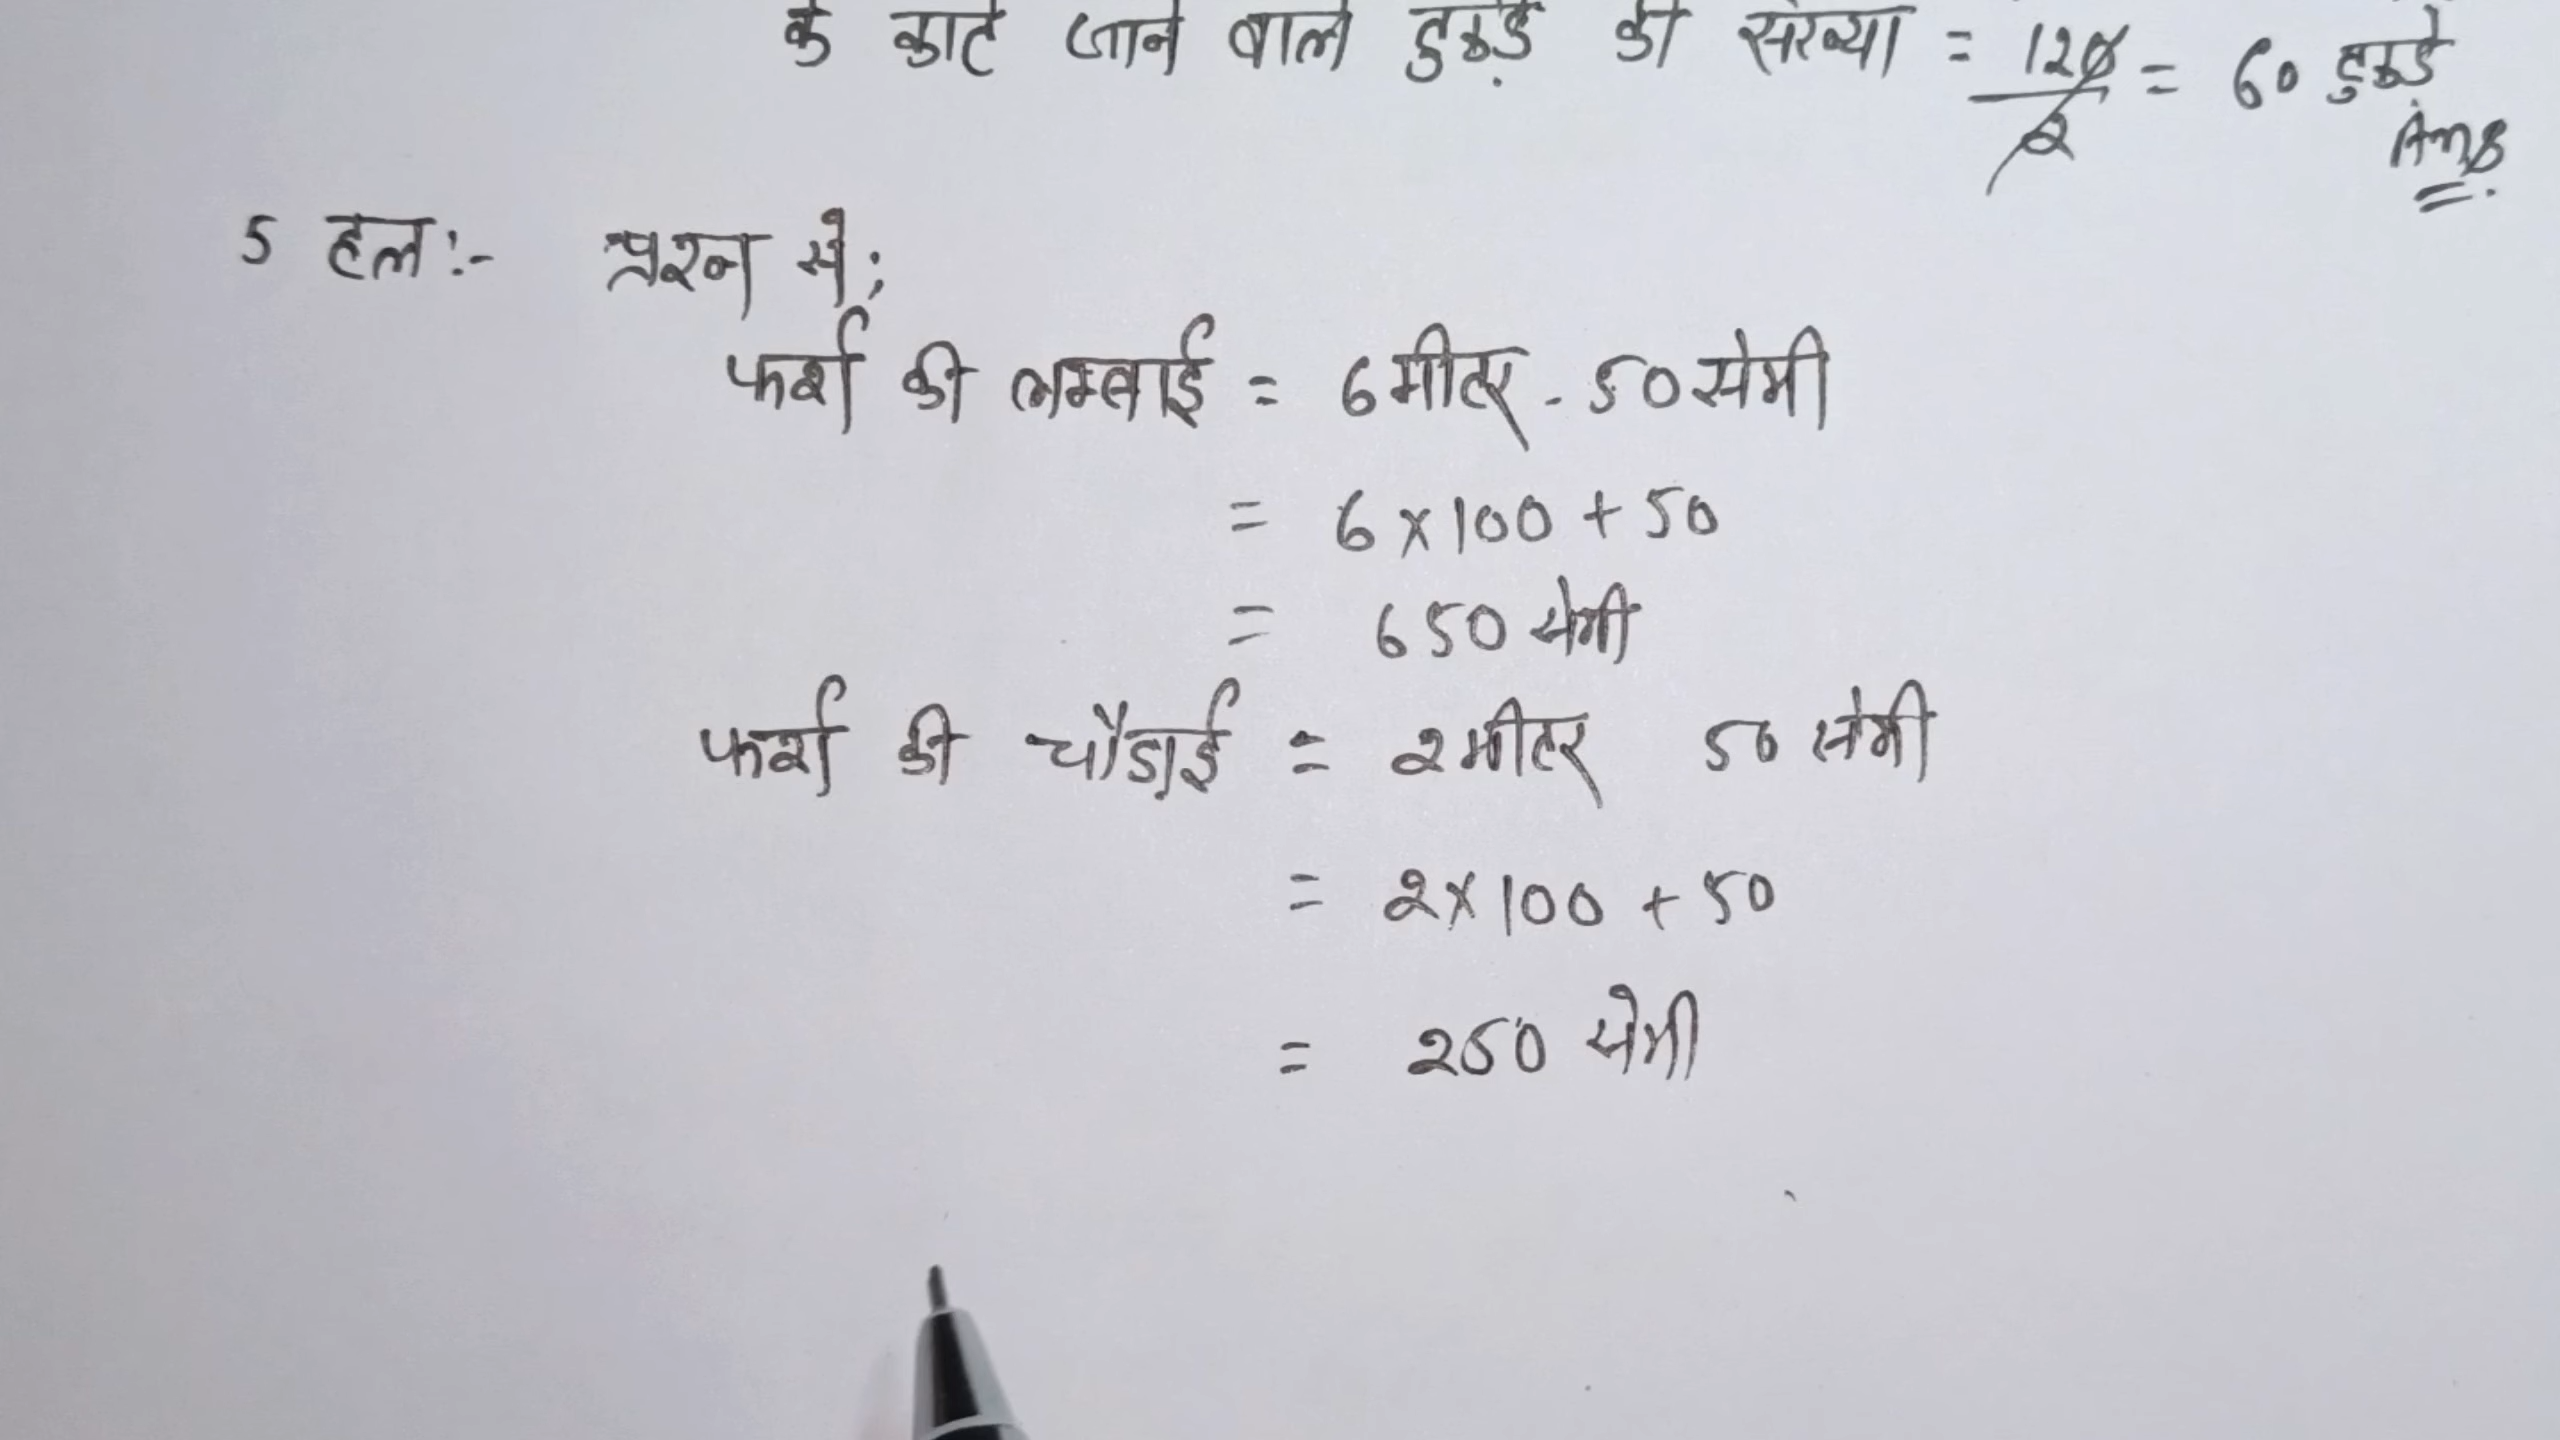 के काटे जाने वाले टुकड़े की संख्या = 120/2 = 60 टुकड़े
Ans.
5 हल:- प्रश्न से;
फर्श की लम्बाई = 6 मीटर - 50 सेमी
= 6 x 100 + 50
= 650 सेमी
फर्श की चौड़ाई = 2 मीटर 50 सेमी
= 2 x 100 + 50
= 250 सेमी